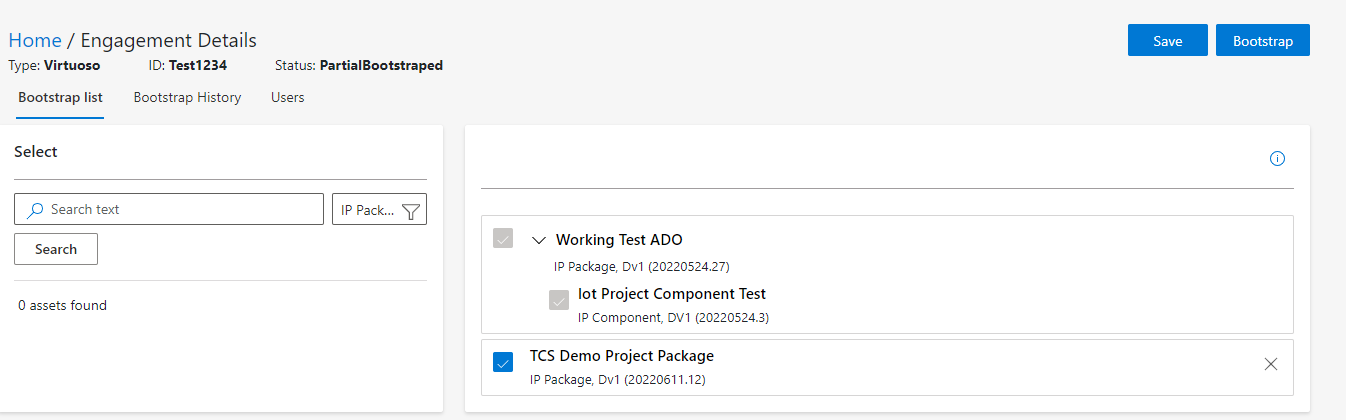 Home / Engagement Details
Save
Bootstrap
Type: Virtuoso ID: Test1234 Status: PartialBootstraped
Bootstrap list Bootstrap History Users
Select
Search text
IP Pack...
Search
0 assets found
Working Test ADO
IP Package, Dv1 (20220524.27)
Iot Project Component Test
IP Component, DV1 (20220524.3)
TCS Demo Project Package
IP Package, Dv1 (20220611.12)